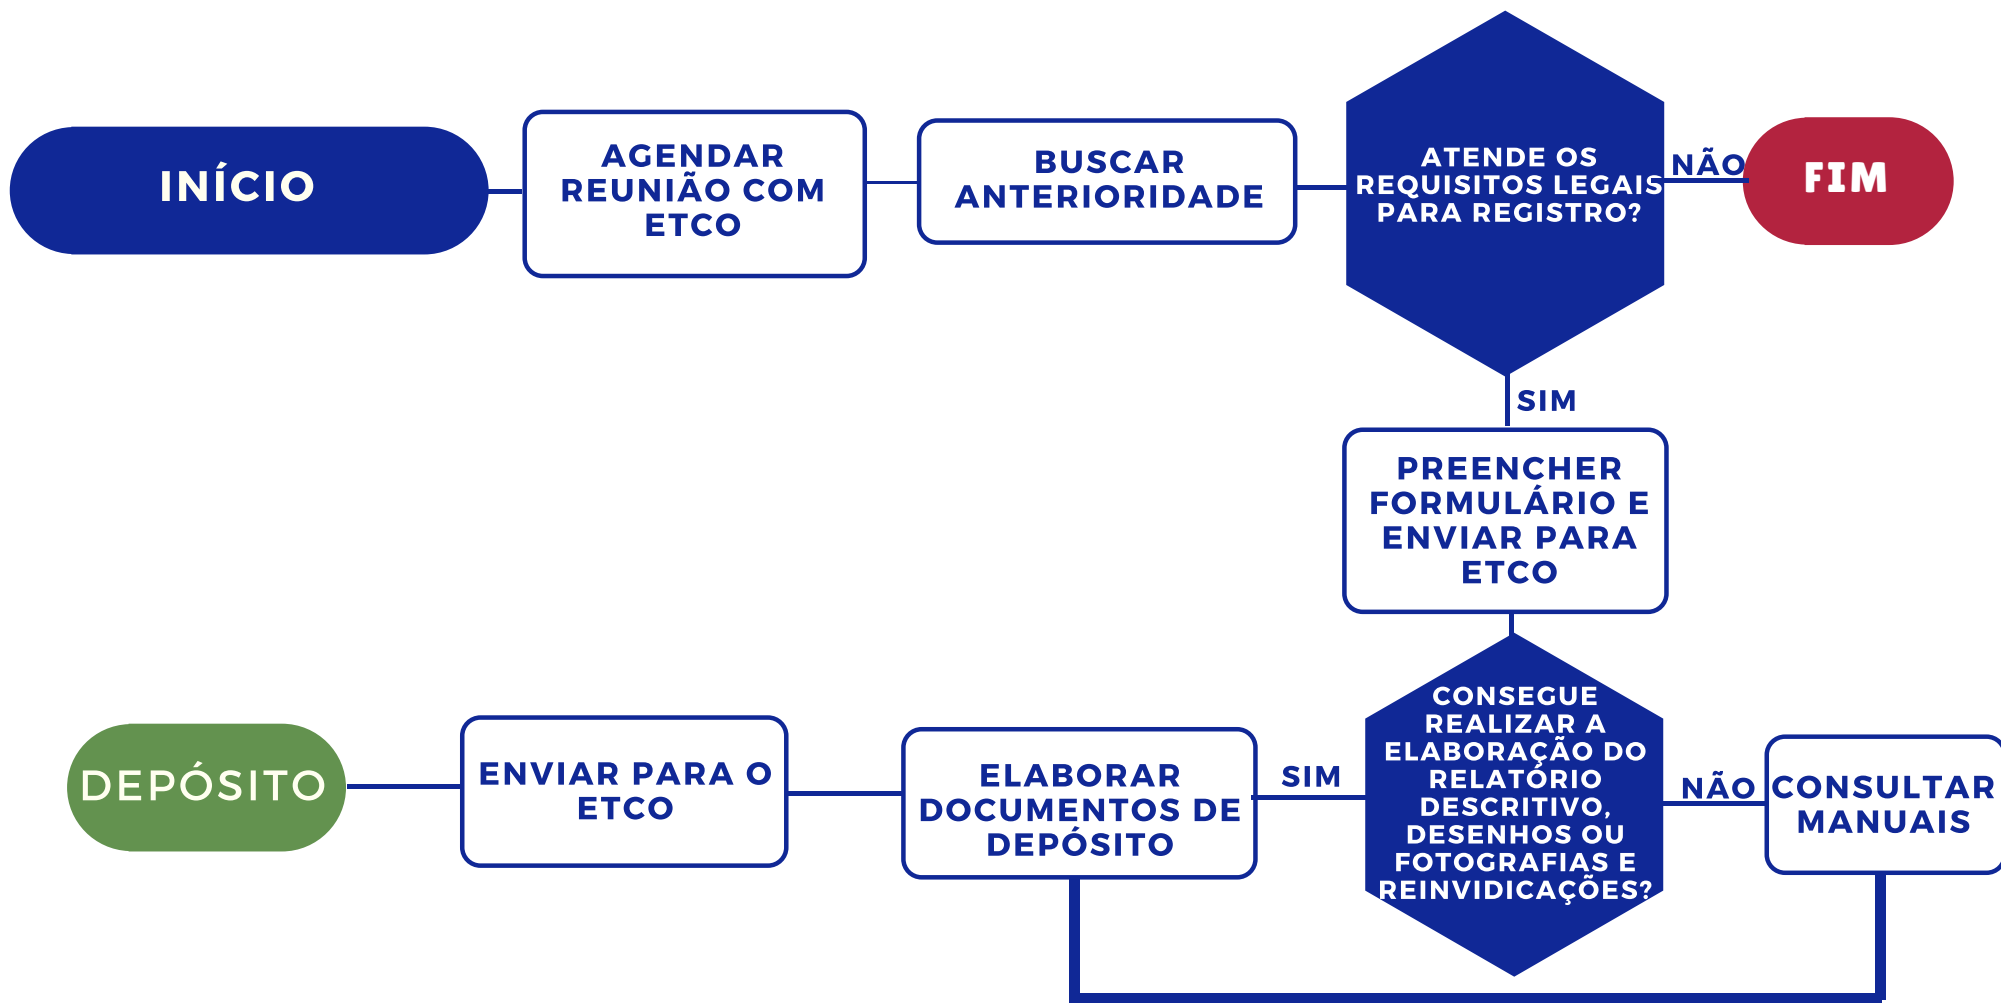 INÍCIO
AGENDAR
REUNIÃO COM
ETCO
BUSCAR
ANTERIORIDADE
ATENDE OS
REQUISITOS LEGAIS
PARA REGISTRO?
NÃO
FIM
SIM
PREENCHER
FORMULÁRIO E
ENVIAR PARA
ETCO
CONSEGUE
REALIZAR A
ELABORAÇÃO DO
RELATÓRIO
DESCRITIVO,
DESENHOS OU
FOTOGRAFIAS E
REINVIDICAÇÕES?
NÃO
CONSULTAR
MANUAIS
SIM
ELABORAR
DOCUMENTOS DE
DEPÓSITO
ENVIAR PARA O
ETCO
DEPÓSITO